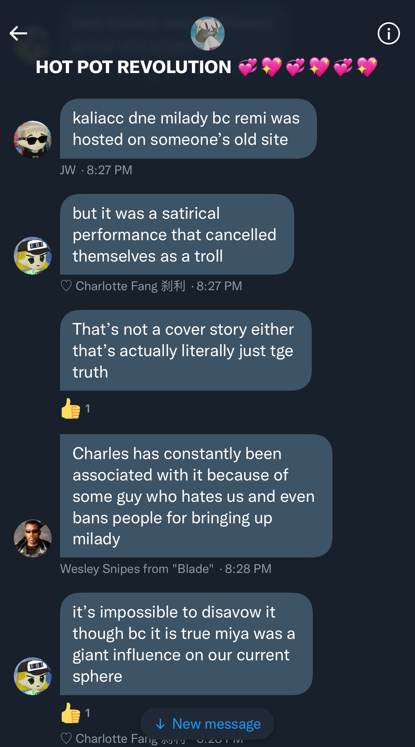 HOT POT REVOLUTION 💞💖💞💖💞💖
kaliacc dne milady bc remi was
hosted on someone's old site
JW · 8:27 PM
but it was a satirical
performance that cancelled
themselves as a troll
♡ Charlotte Fang 刹利 · 8:27 PM
That's not a cover story either
that's actually literally just tge
truth
👍 1
Charles has constantly been
associated with it because of
some guy who hates us and even
bans people for bringing up
milady
Wesley Snipes from "Blade" · 8:28 PM
it's impossible to disavow it
though bc it is true miya was a
giant influence on our current
sphere
👍 1
↓ New message
♡ Charlotte Fang 刹利 · 8:28 PM